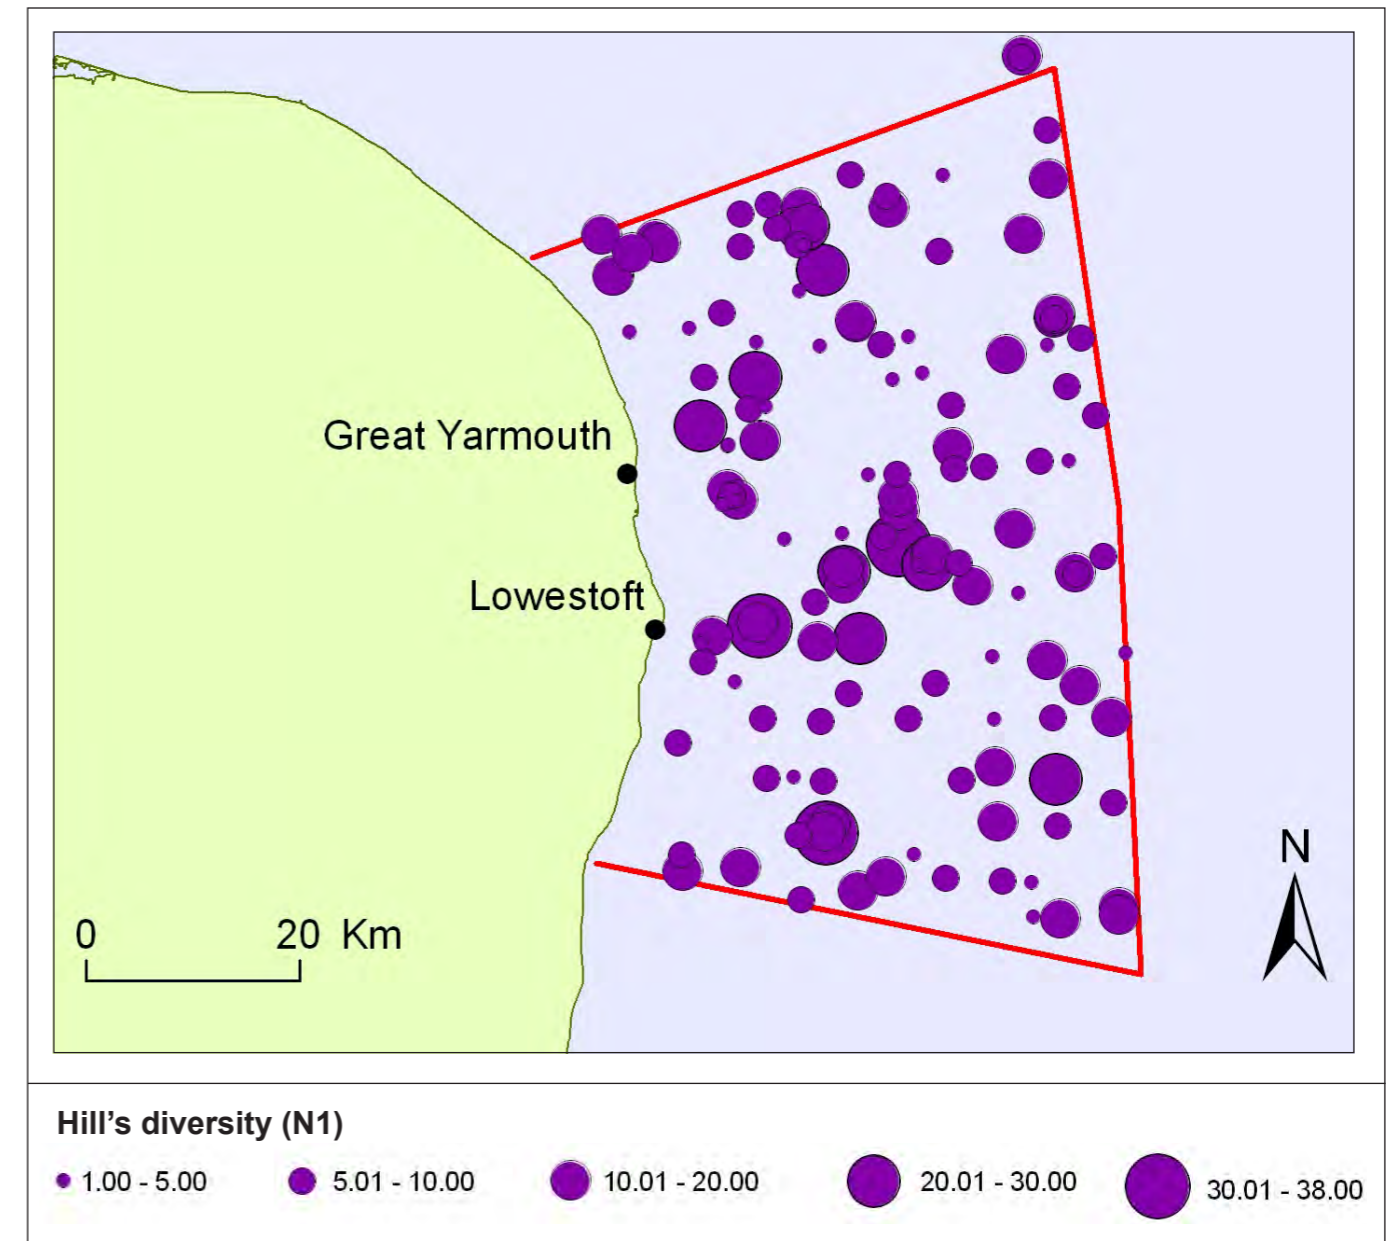 Great Yarmouth
Lowestoft
N
0 20 Km
Hill’s diversity (N1)
1.00 - 5.00 5.01 - 10.00 10.01 - 20.00 20.01 - 30.00 30.01 - 38.00